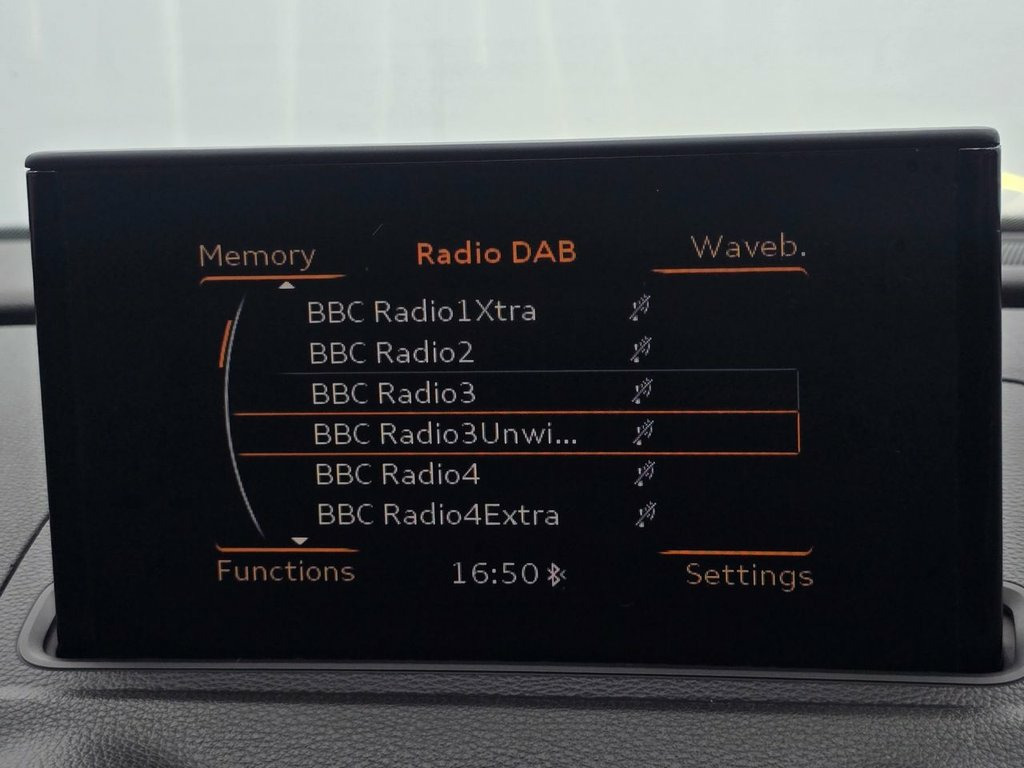 Memory
Radio DAB
Waveb.
BBC Radio1Xtra
BBC Radio2
BBC Radio3
BBC Radio3Unwi...
BBC Radio4
BBC Radio4Extra
Functions
16:50
Settings